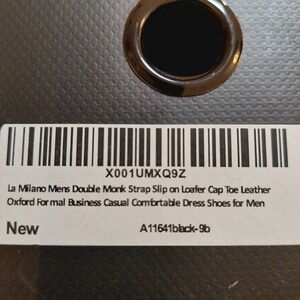 X001UMXQ9Z
La Milano Mens Double Monk Strap Slip on Loafer Cap Toe Leather
Oxford Formal Business Casual Comfortable Dress Shoes for Men
New A11641black-9b